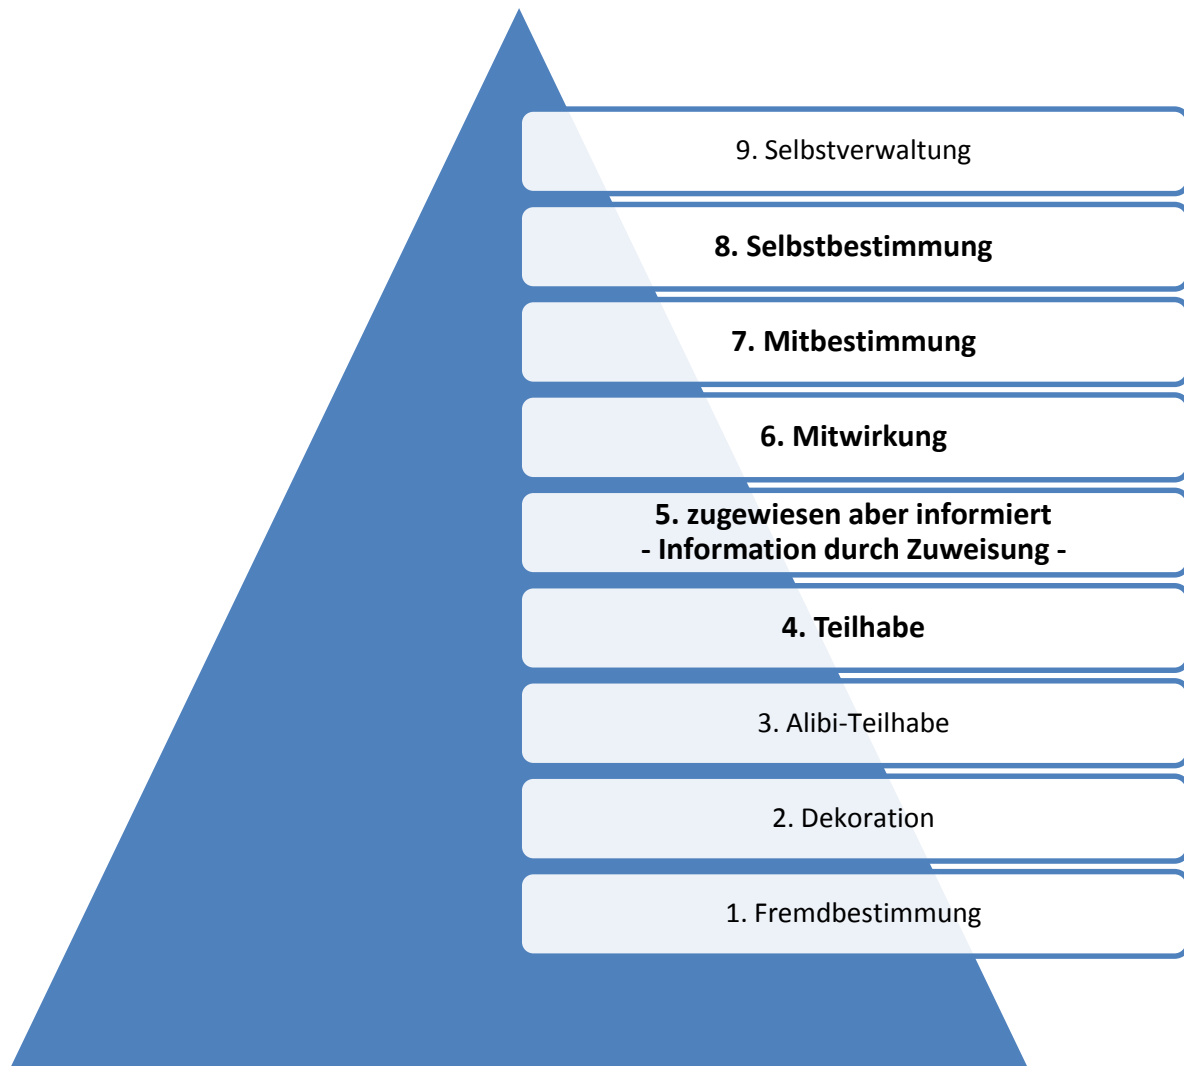 9. Selbstverwaltung
8. Selbstbestimmung
7. Mitbestimmung
6. Mitwirkung
5. zugewiesen aber informiert
- Information durch Zuweisung -
4. Teilhabe
3. Alibi-Teilhabe
2. Dekoration
1. Fremdbestimmung